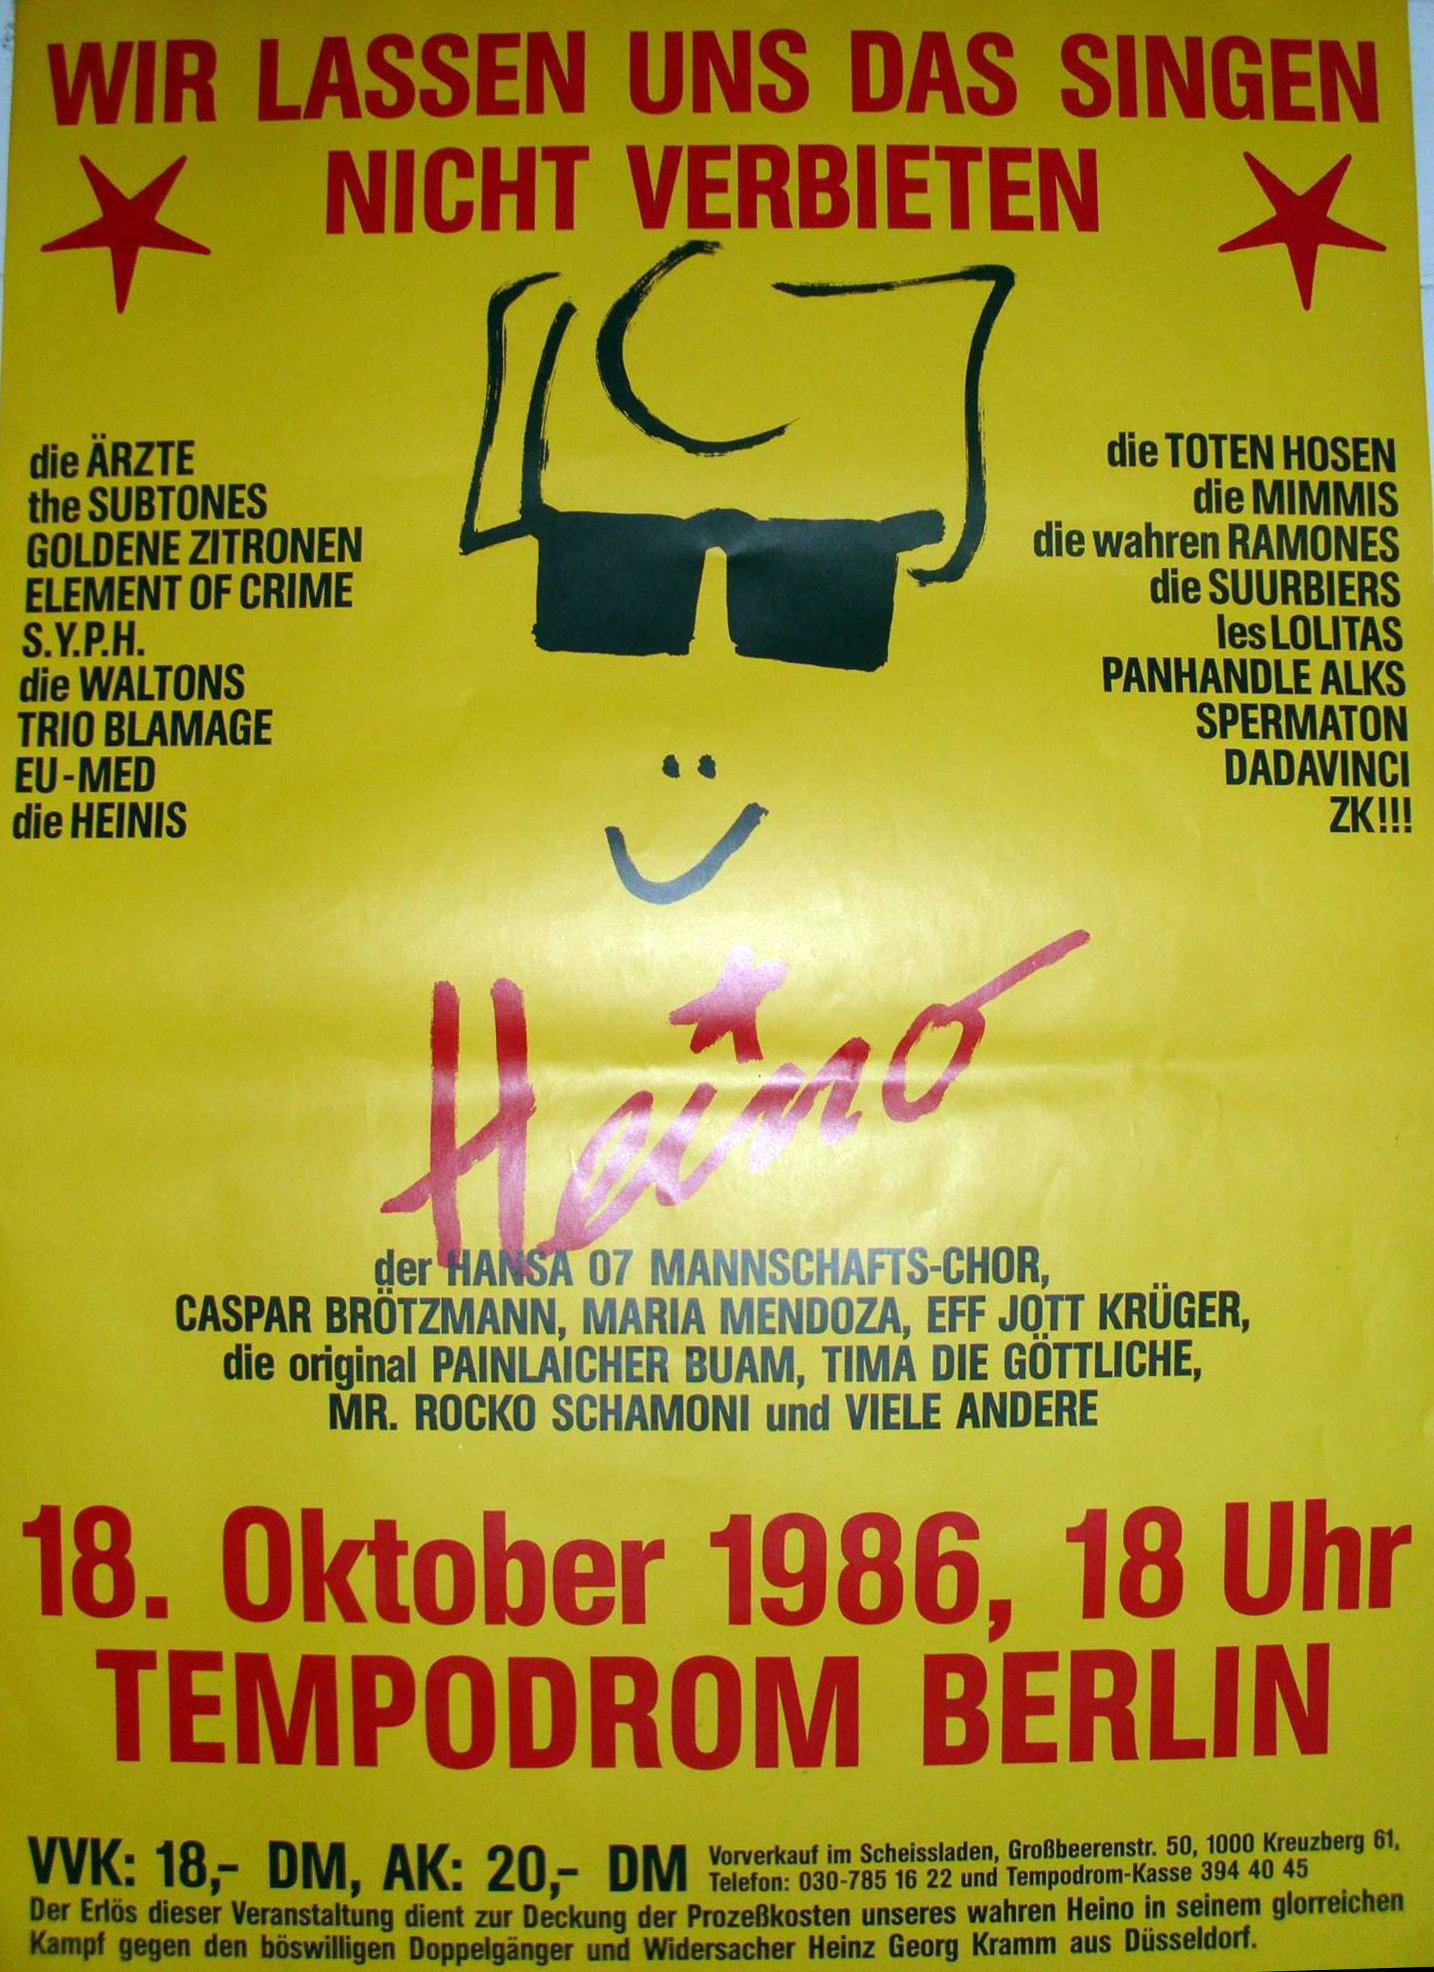 WIR LASSEN UNS DAS SINGEN
NICHT VERBIETEN
die ÄRZTE
the SUBTONES
GOLDENE ZITRONEN
ELEMENT OF CRIME
S.Y.P.H.
die WALTONS
TRIO BLAMAGE
EU-MED
die HEINIS
die TOTEN HOSEN
die MIMMIS
die wahren RAMONES
die SUURBIERS
les LOLITAS
PANHANDLE ALKS
SPERMATON
DADAVINCI
ZK!!!
Heino
der HANSA 07 MANNSCHAFTS-CHOR,
CASPAR BRÖTZMANN, MARIA MENDOZA, EFF JOTT KRÜGER,
die original PAINLAICHER BUAM, TIMA DIE GÖTTLICHE,
MR. ROCKO SCHAMONI und VIELE ANDERE
18. Oktober 1986, 18 Uhr
TEMPODROM BERLIN
VVK: 18,- DM, AK: 20,- DM
Vorverkauf im Scheissladen, Großbeerenstr. 50, 1000 Kreuzberg 61,
Telefon: 030-785 16 22 und Tempodrom-Kasse 394 40 45
Der Erlös dieser Veranstaltung dient zur Deckung der Prozeßkosten unseres wahren Heino in seinem glorreichen
Kampf gegen den böswilligen Doppelgänger und Widersacher Heinz Georg Kramm aus Düsseldorf.